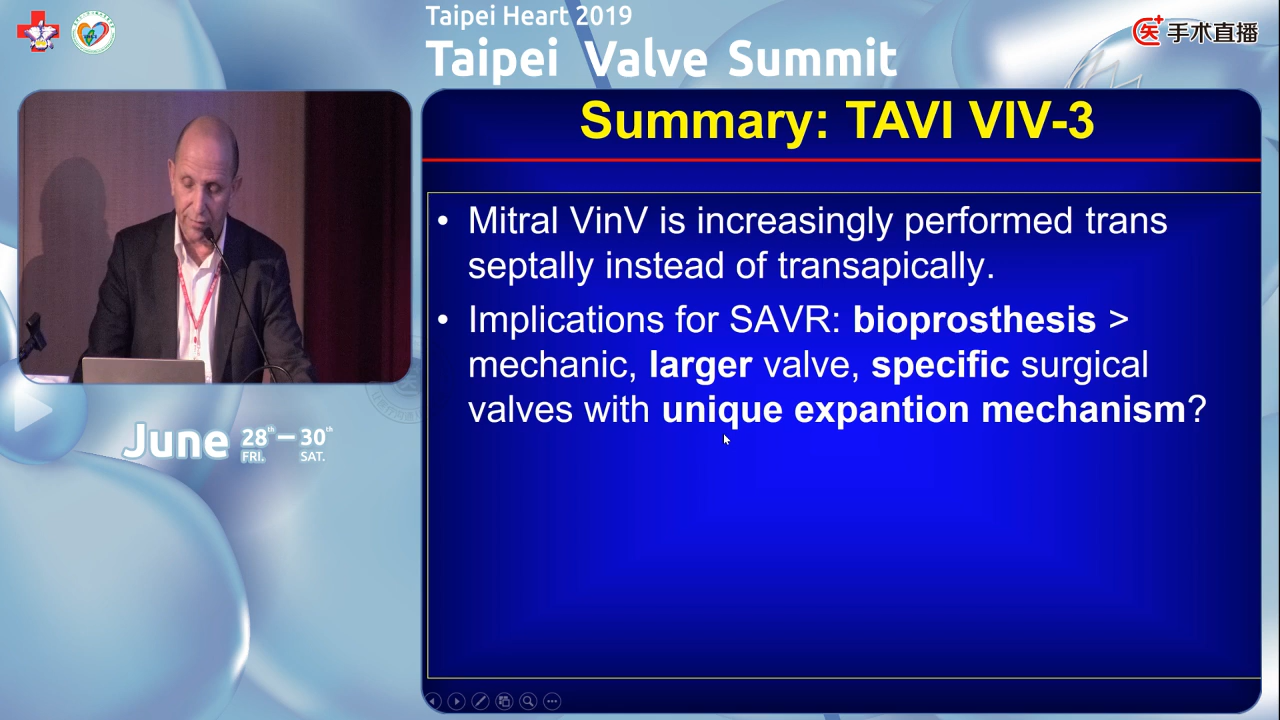 Taipei Heart 2019
Taipei Valve Summit
医 手术直播
Summary: TAVI VIV-3
• Mitral VinV is increasingly performed trans
septally instead of transapically.
• Implications for SAVR: bioprosthesis >
mechanic, larger valve, specific surgical
valves with unique expantion mechanism?
June 28th – 30th
FRI. SAT.